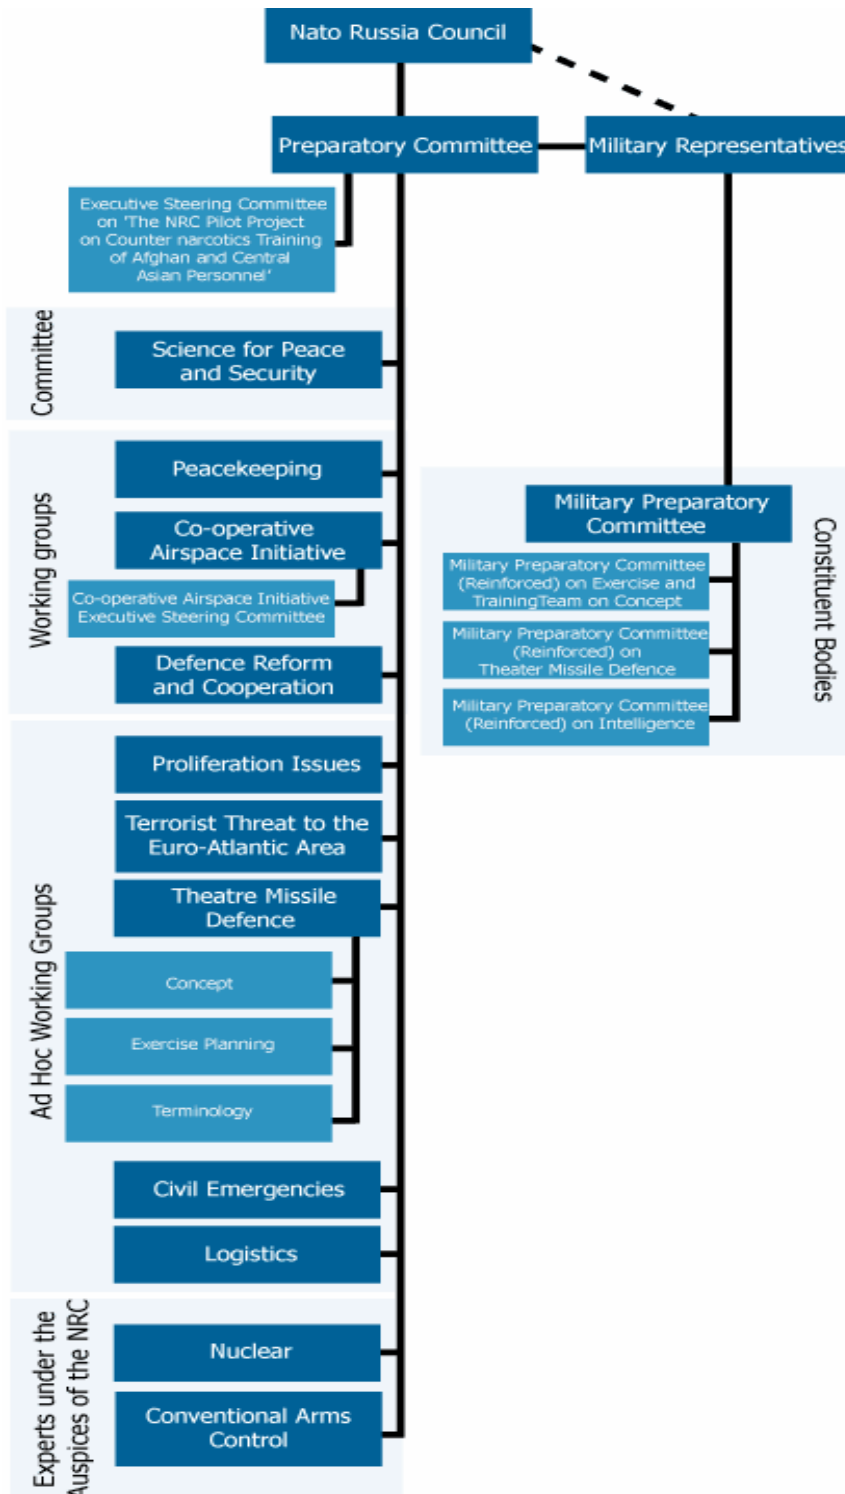 Nato Russia Council
Preparatory Committee
Military Representatives
Executive Steering Committee
on 'The NRC Pilot Project
on Counter narcotics Training
of Afghan and Central
Asian Personnel'
Committee
Science for Peace
and Security
Working groups
Peacekeeping
Co-operative
Airspace Initiative
Co-operative Airspace Initiative
Executive Steering Committee
Defence Reform
and Cooperation
Constituent Bodies
Military Preparatory
Committee
Military Preparatory Committee
(Reinforced) on Exercise and
TrainingTeam on Concept
Military Preparatory Committee
(Reinforced) on
Theater Missile Defence
Military Preparatory Committee
(Reinforced) on Intelligence
Ad Hoc Working Groups
Proliferation Issues
Terrorist Threat to the
Euro-Atlantic Area
Theatre Missile
Defence
Concept
Exercise Planning
Terminology
Civil Emergencies
Logistics
Experts under the
Auspices of the NRC
Nuclear
Conventional Arms
Control